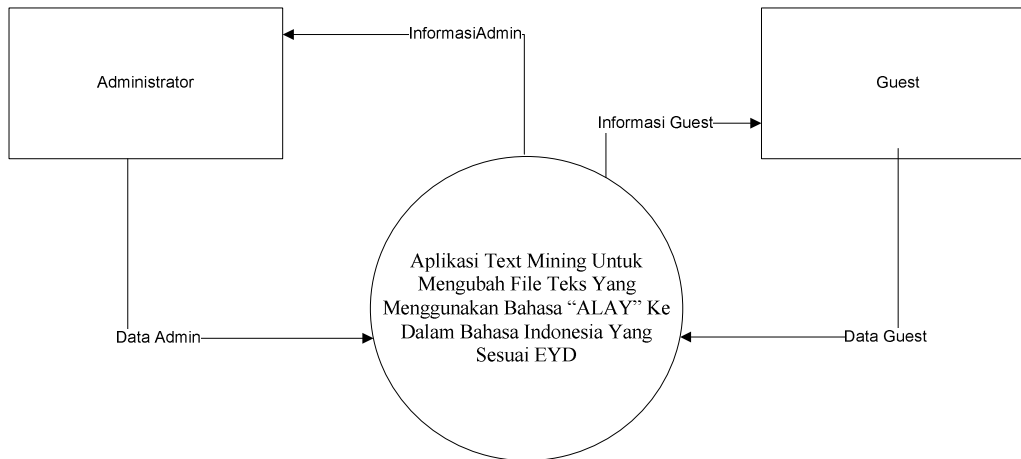 InformasiAdmin
Administrator
Guest
Informasi Guest
Aplikasi Text Mining Untuk
Mengubah File Teks Yang
Menggunakan Bahasa “ALAY” Ke
Dalam Bahasa Indonesia Yang
Sesuai EYD
Data Admin
Data Guest